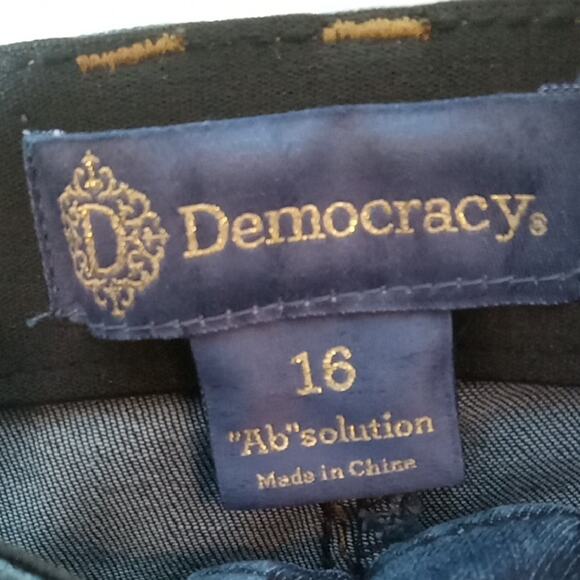 D
Democracy®
16
"Ab"solution
Made in China